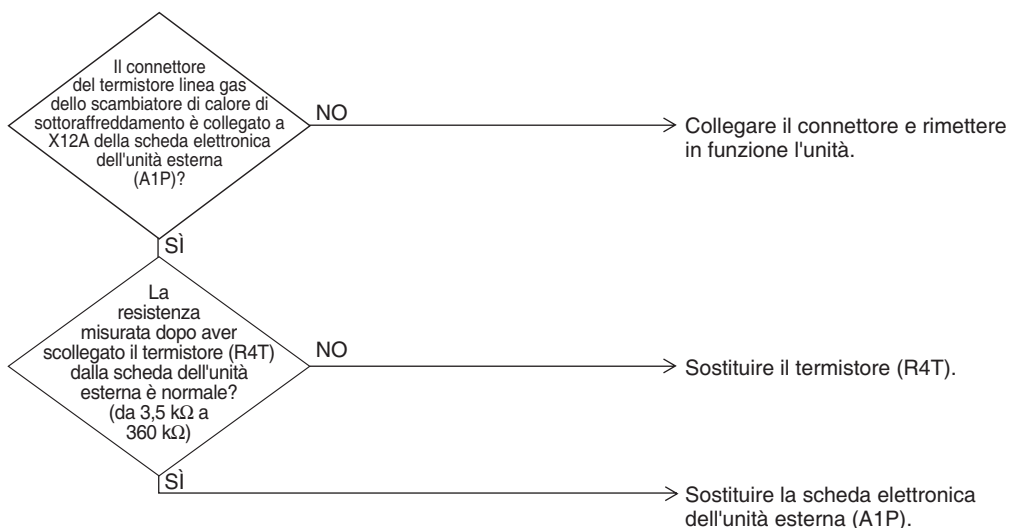 Il connettore
del termistore linea gas
dello scambiatore di calore di
sottoraffreddamento è collegato a
X12A della scheda elettronica
dell'unità esterna
(A1P)?
NO
Collegare il connettore e rimettere
in funzione l'unità.
SÌ
La
resistenza
misurata dopo aver
scollegato il termistore (R4T)
dalla scheda dell'unità
esterna è normale?
(da 3,5 kΩ a
360 kΩ)
NO
Sostituire il termistore (R4T).
SÌ
Sostituire la scheda elettronica
dell'unità esterna (A1P).